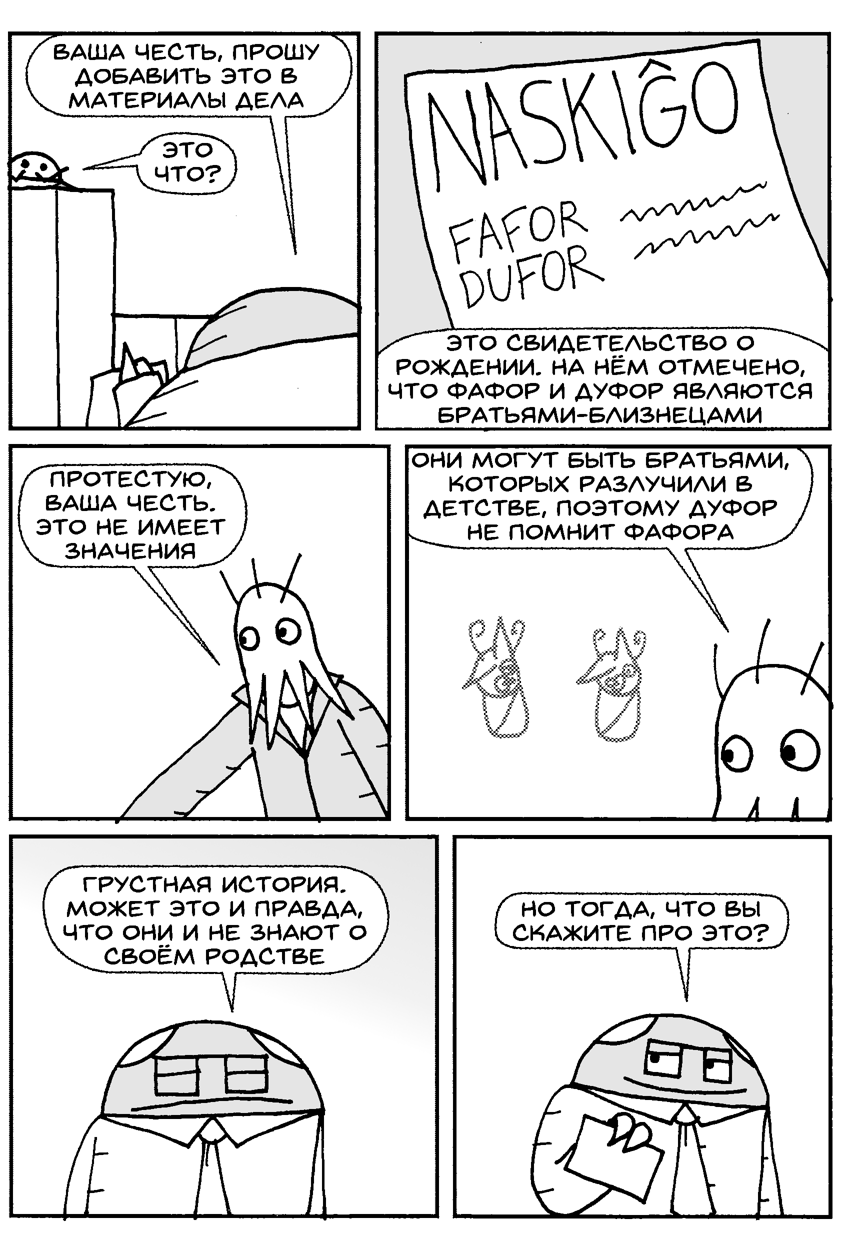 ВАША ЧЕСТЬ, ПРОШУ
ДОБАВИТЬ ЭТО В
МАТЕРИАЛЫ ДЕЛА
ЭТО
ЧТО?
NASKIĜO
FAFOR
DUFOR
ЭТО СВИДЕТЕЛЬСТВО О
РОЖДЕНИИ. НА НЁМ ОТМЕЧЕНО,
ЧТО ФАФОР И ДУФОР ЯВЛЯЮТСЯ
БРАТЬЯМИ-БЛИЗНЕЦАМИ
ПРОТЕСТУЮ,
ВАША ЧЕСТЬ.
ЭТО НЕ ИМЕЕТ
ЗНАЧЕНИЯ
ОНИ МОГУТ БЫТЬ БРАТЬЯМИ,
КОТОРЫХ РАЗЛУЧИЛИ В
ДЕТСТВЕ, ПОЭТОМУ ДУФОР
НЕ ПОМНИТ ФАФОРА
ГРУСТНАЯ ИСТОРИЯ.
МОЖЕТ ЭТО И ПРАВДА,
ЧТО ОНИ И НЕ ЗНАЮТ О
СВОЁМ РОДСТВЕ
НО ТОГДА, ЧТО ВЫ
СКАЖИТЕ ПРО ЭТО?